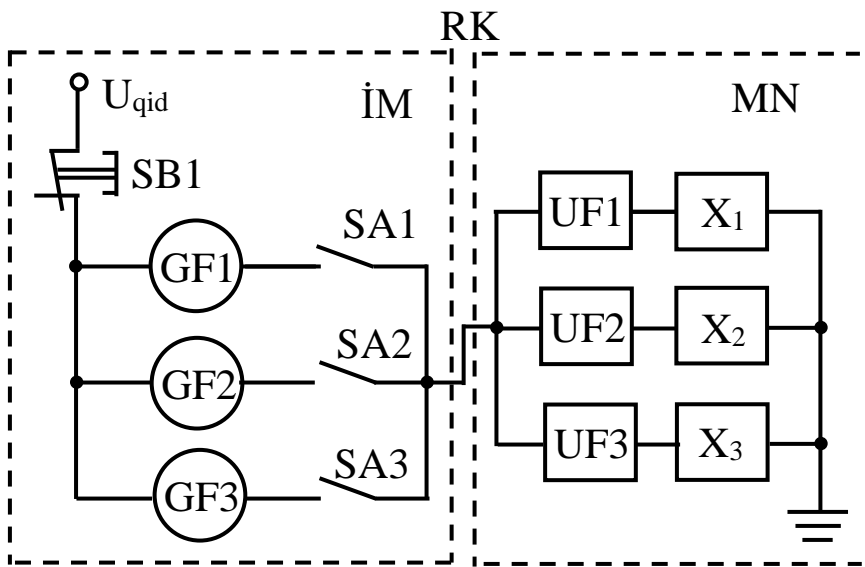 RK
U_qid
İM
MN
SB1
SA1
GF1
UF1
X₁
SA2
GF2
UF2
X₂
SA3
GF3
UF3
X₃